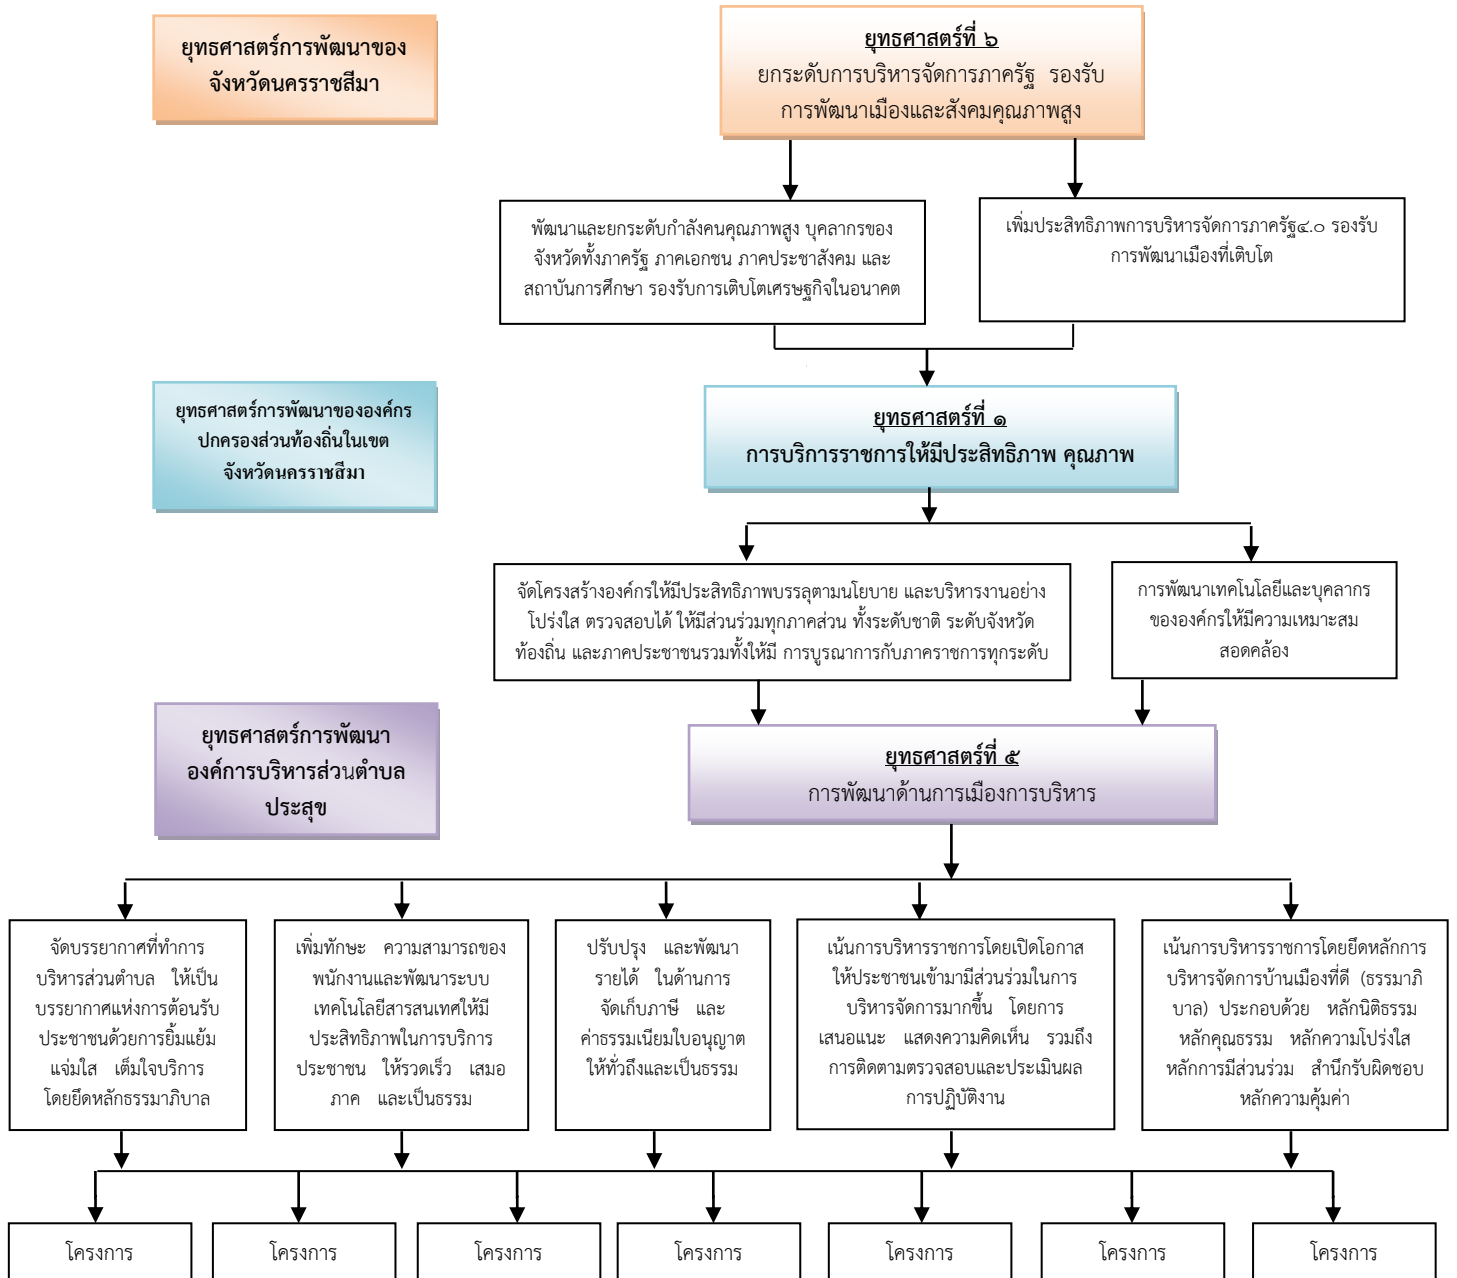 ยุทธศาสตร์การพัฒนาของ
จังหวัดนครราชสีมา
ยุทธศาสตร์ที่ ๖
ยกระดับการบริหารจัดการภาครัฐ รองรับ
การพัฒนาเมืองและสังคมคุณภาพสูง
พัฒนาและยกระดับกำลังคนคุณภาพสูง บุคลากรของ
จังหวัดทั้งภาครัฐ ภาคเอกชน ภาคประชาสังคม และ
สถาบันการศึกษา รองรับการเติบโตเศรษฐกิจในอนาคต
เพิ่มประสิทธิภาพการบริหารจัดการภาครัฐ๔.๐ รองรับ
การพัฒนาเมืองที่เติบโต
ยุทธศาสตร์การพัฒนาขององค์กร
ปกครองส่วนท้องถิ่นในเขต
จังหวัดนครราชสีมา
ยุทธศาสตร์ที่ ๑
การบริการราชการให้มีประสิทธิภาพ คุณภาพ
จัดโครงสร้างองค์กรให้มีประสิทธิภาพบรรลุตามนโยบาย และบริหารงานอย่าง
โปร่งใส ตรวจสอบได้ ให้มีส่วนร่วมทุกภาคส่วน ทั้งระดับชาติ ระดับจังหวัด
ท้องถิ่น และภาคประชาชนรวมทั้งให้มี การบูรณาการกับภาคราชการทุกระดับ
การพัฒนาเทคโนโลยีและบุคลากร
ขององค์กรให้มีความเหมาะสม
สอดคล้อง
ยุทธศาสตร์การพัฒนา
องค์การบริหารส่วนตำบล
ประสุข
ยุทธศาสตร์ที่ ๕
การพัฒนาด้านการเมืองการบริหาร
จัดบรรยากาศที่ทำการ
บริหารส่วนตำบล ให้เป็น
บรรยากาศแห่งการต้อนรับ
ประชาชนด้วยการยิ้มแย้ม
แจ่มใส เต็มใจบริการ
โดยยึดหลักธรรมาภิบาล
เพิ่มทักษะ ความสามารถของ
พนักงานและพัฒนาระบบ
เทคโนโลยีสารสนเทศให้มี
ประสิทธิภาพในการบริการ
ประชาชน ให้รวดเร็ว เสมอ
ภาค และเป็นธรรม
ปรับปรุง และพัฒนา
รายได้ ในด้านการ
จัดเก็บภาษี และ
ค่าธรรมเนียมใบอนุญาต
ให้ทั่วถึงและเป็นธรรม
เน้นการบริหารราชการโดยเปิดโอกาส
ให้ประชาชนเข้ามามีส่วนร่วมในการ
บริหารจัดการมากขึ้น โดยการ
เสนอแนะ แสดงความคิดเห็น รวมถึง
การติดตามตรวจสอบและประเมินผล
การปฏิบัติงาน
เน้นการบริหารราชการโดยยึดหลักการ
บริหารจัดการบ้านเมืองที่ดี (ธรรมาภิ
บาล) ประกอบด้วย หลักนิติธรรม
หลักคุณธรรม หลักความโปร่งใส
หลักการมีส่วนร่วม สำนึกรับผิดชอบ
หลักความคุ้มค่า
โครงการ
โครงการ
โครงการ
โครงการ
โครงการ
โครงการ
โครงการ